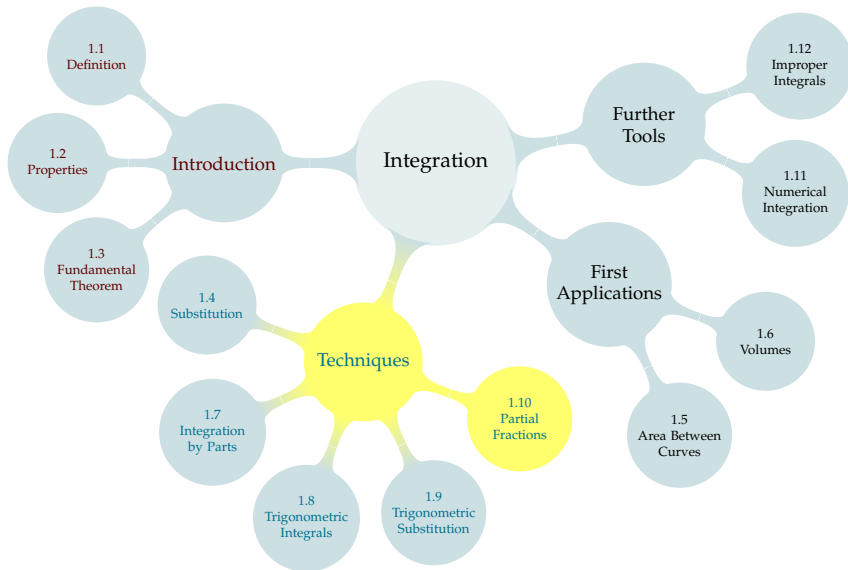 Integration
Introduction
1.1
Definition
1.2
Properties
1.3
Fundamental
Theorem
Techniques
1.4
Substitution
1.7
Integration
by Parts
1.8
Trigonometric
Integrals
1.9
Trigonometric
Substitution
1.10
Partial
Fractions
First
Applications
1.5
Area Between
Curves
1.6
Volumes
Further
Tools
1.11
Numerical
Integration
1.12
Improper
Integrals